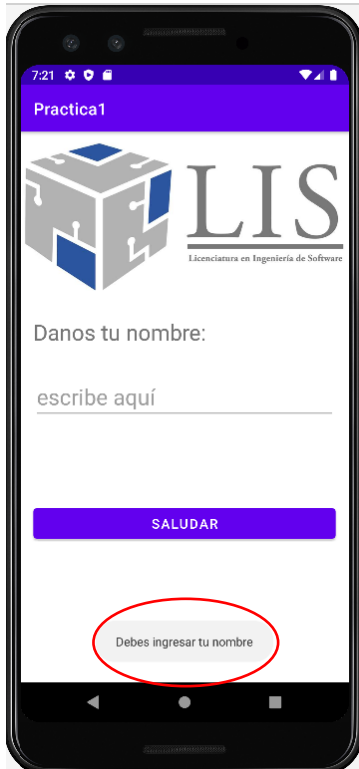 7:21
Practica1
LIS
Licenciatura en Ingeniería de Software
Danos tu nombre:
escribe aquí
SALUDAR
Debes ingresar tu nombre